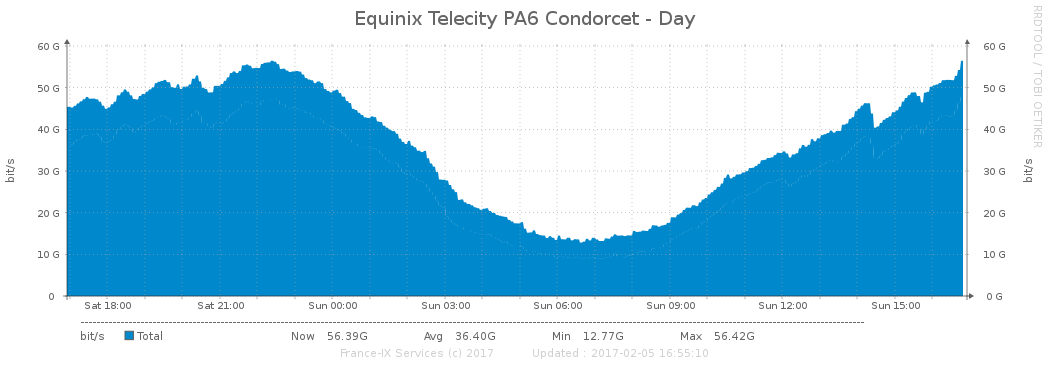 Equinix Telecity PA6 Condorcet - Day
RRDTOOL / TOBI OETIKER
60 G 60 G
50 G 50 G
40 G 40 G
30 G 30 G
20 G 20 G
10 G 10 G
0 0 G
bit/s bit/s
Sat 18:00 Sat 21:00 Sun 00:00 Sun 03:00 Sun 06:00 Sun 09:00 Sun 12:00 Sun 15:00
bit/s Total Now 56.39G Avg 36.40G Min 12.77G Max 56.42G
France-IX Services (c) 2017 Updated : 2017-02-05 16:55:10